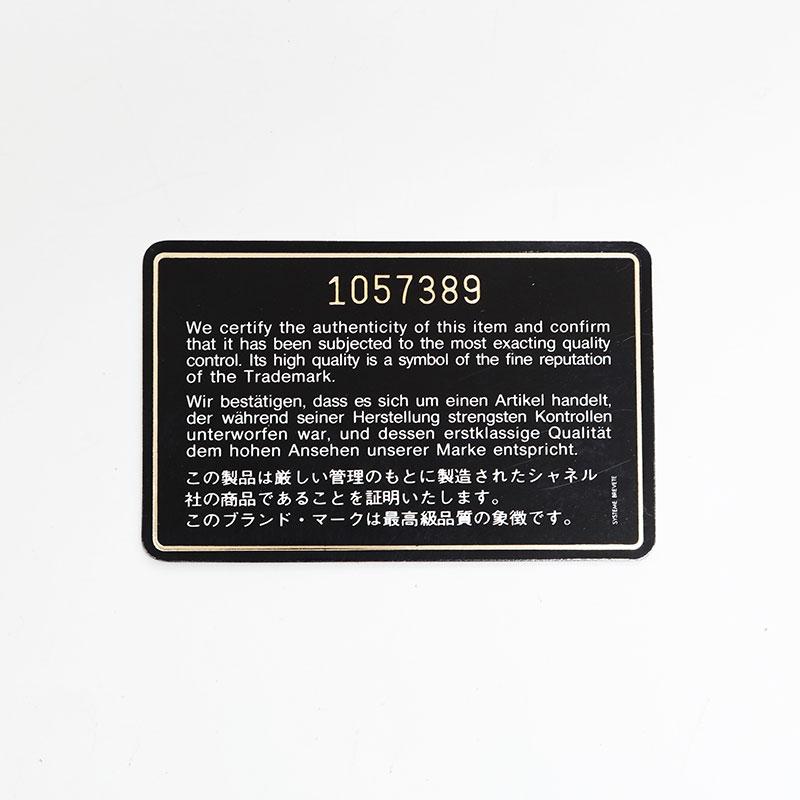 1057389
We certify the authenticity of this item and confirm
that it has been subjected to the most exacting quality
control. Its high quality is a symbol of the fine reputation
of the Trademark.
Wir bestätigen, dass es sich um einen Artikel handelt,
der während seiner Herstellung strengsten Kontrollen
unterworfen war, und dessen erstklassige Qualität
dem hohen Ansehen unserer Marke entspricht.
この製品は厳しい管理のもとに製造されたシャネル
社の商品であることを証明いたします。
このブランド・マークは最高級品質の象徴です。
SYSTEME BREVETE